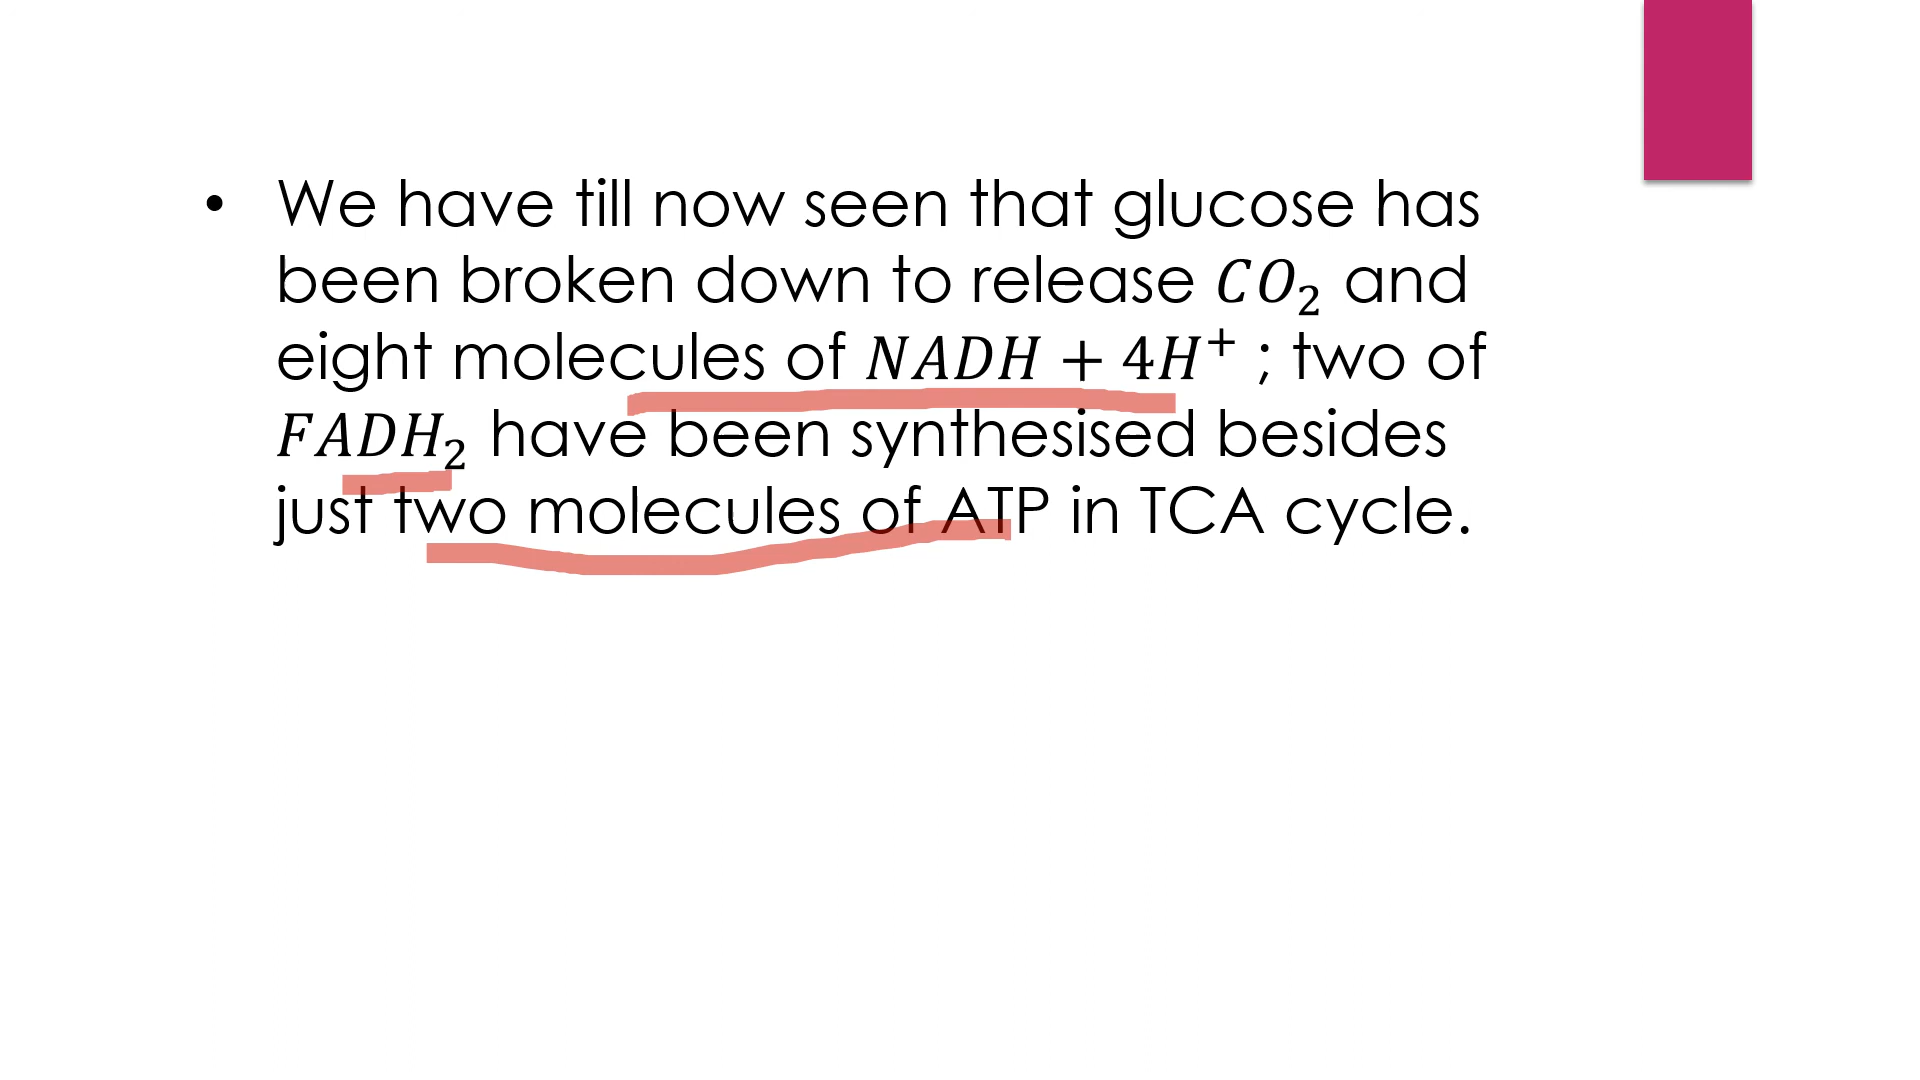 • We have till now seen that glucose has
been broken down to release CO₂ and
eight molecules of NADH + 4H⁺ ; two of
FADH₂ have been synthesised besides
just two molecules of ATP in TCA cycle.